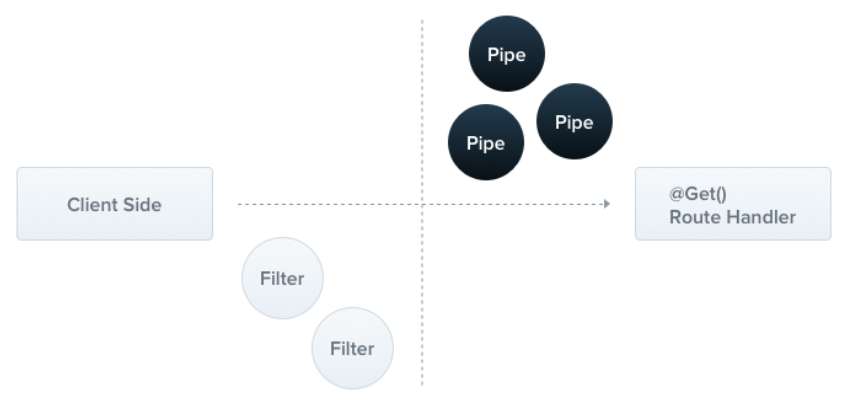 Pipe
Pipe
Pipe
Client Side
@Get()
Route Handler
Filter
Filter